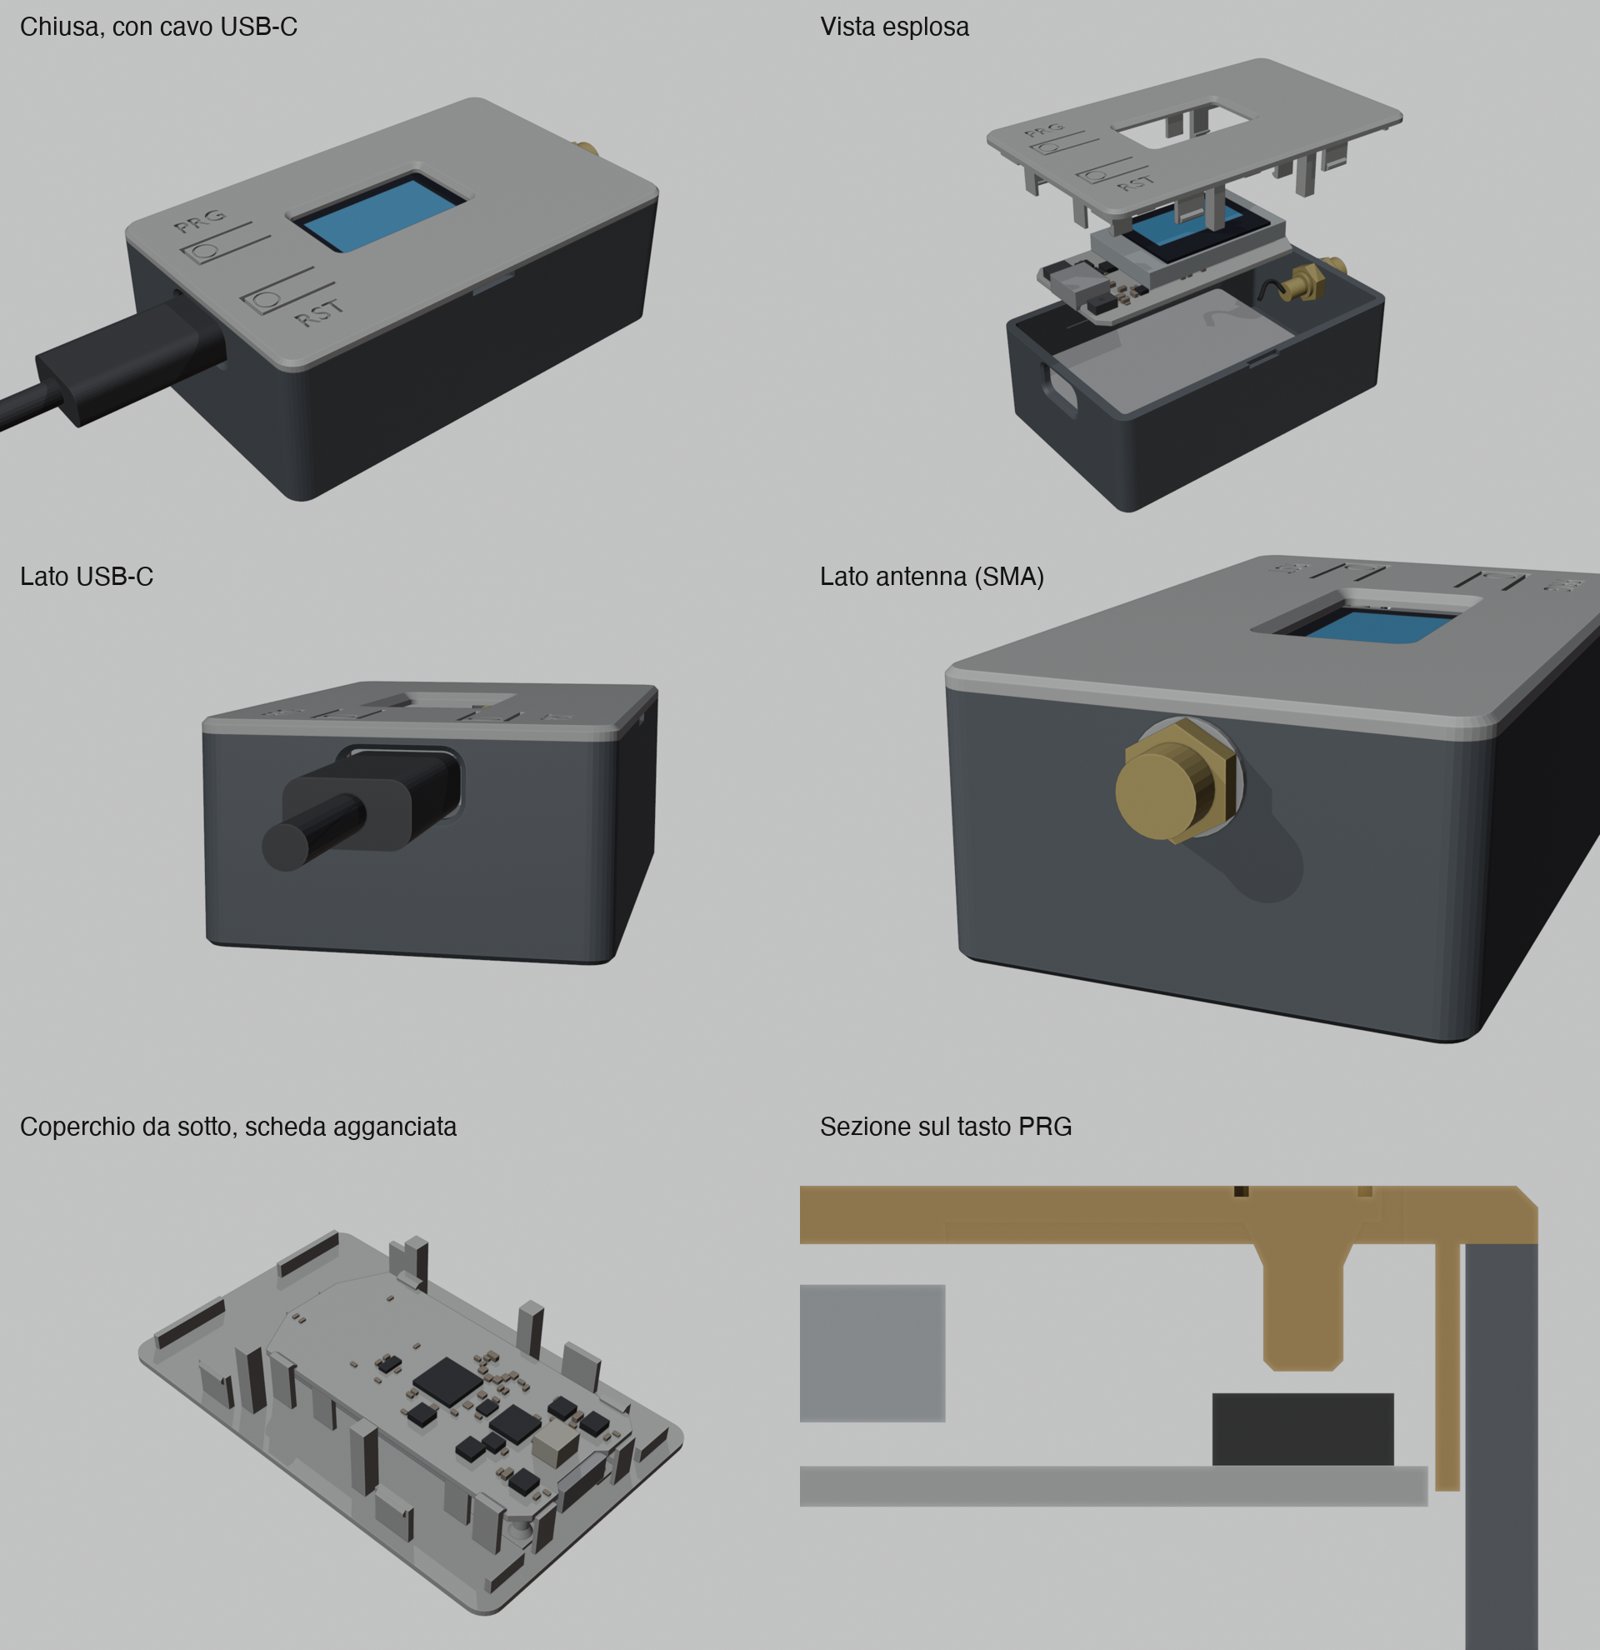 Chiusa, con cavo USB-C
Vista esplosa
PRG
RST
PRG
RST
Lato USB-C
Lato antenna (SMA)
Coperchio da sotto, scheda agganciata
Sezione sul tasto PRG